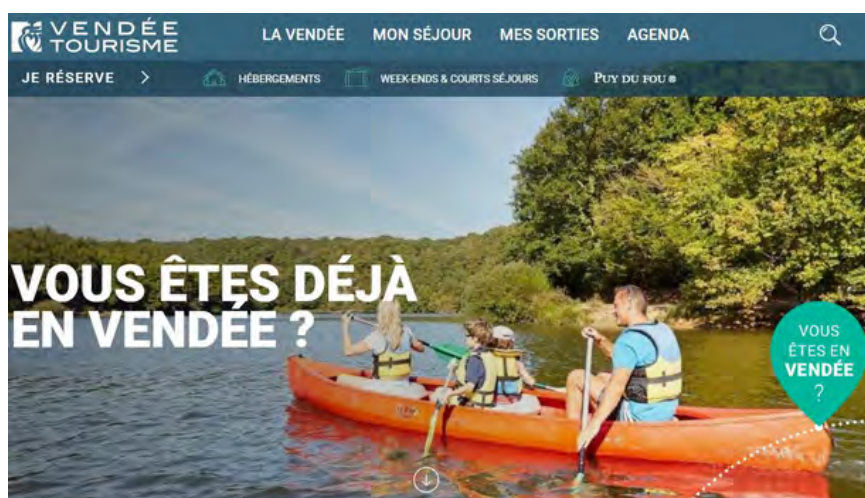 VENDÉE
TOURISME
LA VENDÉE MON SÉJOUR MES SORTIES AGENDA
JE RÉSERVE > HÉBERGEMENTS WEEK-ENDS & COURTS SÉJOURS PUY DU FOU ®
VOUS ÊTES DÉJÀ
EN VENDÉE ?
VOUS
ÊTES EN
VENDÉE
?